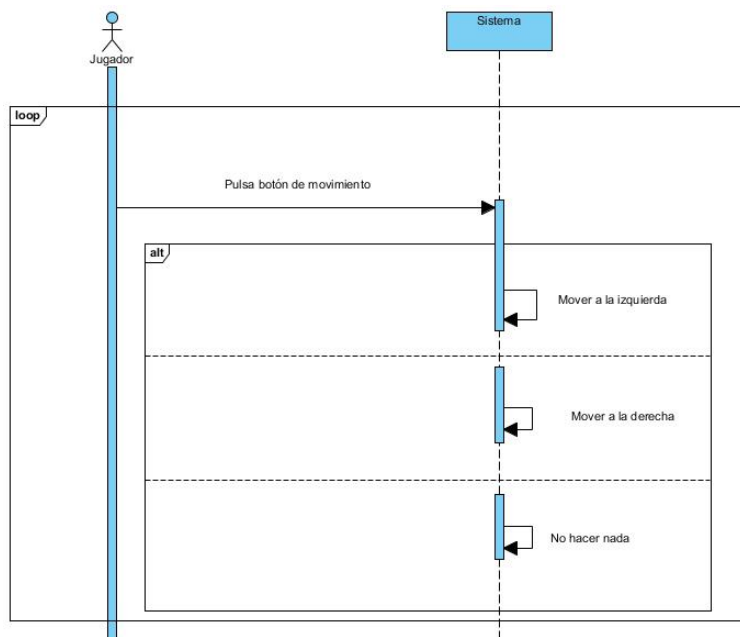 Sistema
Jugador
loop
Pulsa botón de movimiento
alt
Mover a la izquierda
Mover a la derecha
No hacer nada